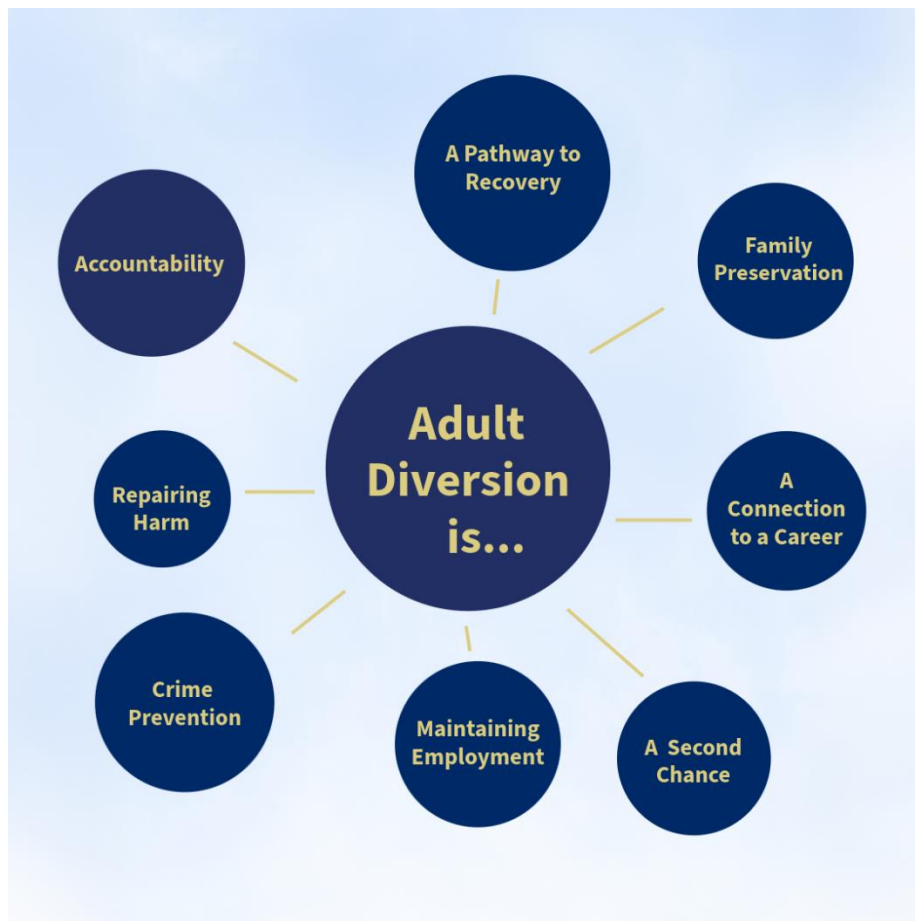 A Pathway to
Recovery
Accountability
Family
Preservation
Adult
Diversion
is...
Repairing
Harm
A
Connection
to a Career
Crime
Prevention
Maintaining
Employment
A Second
Chance